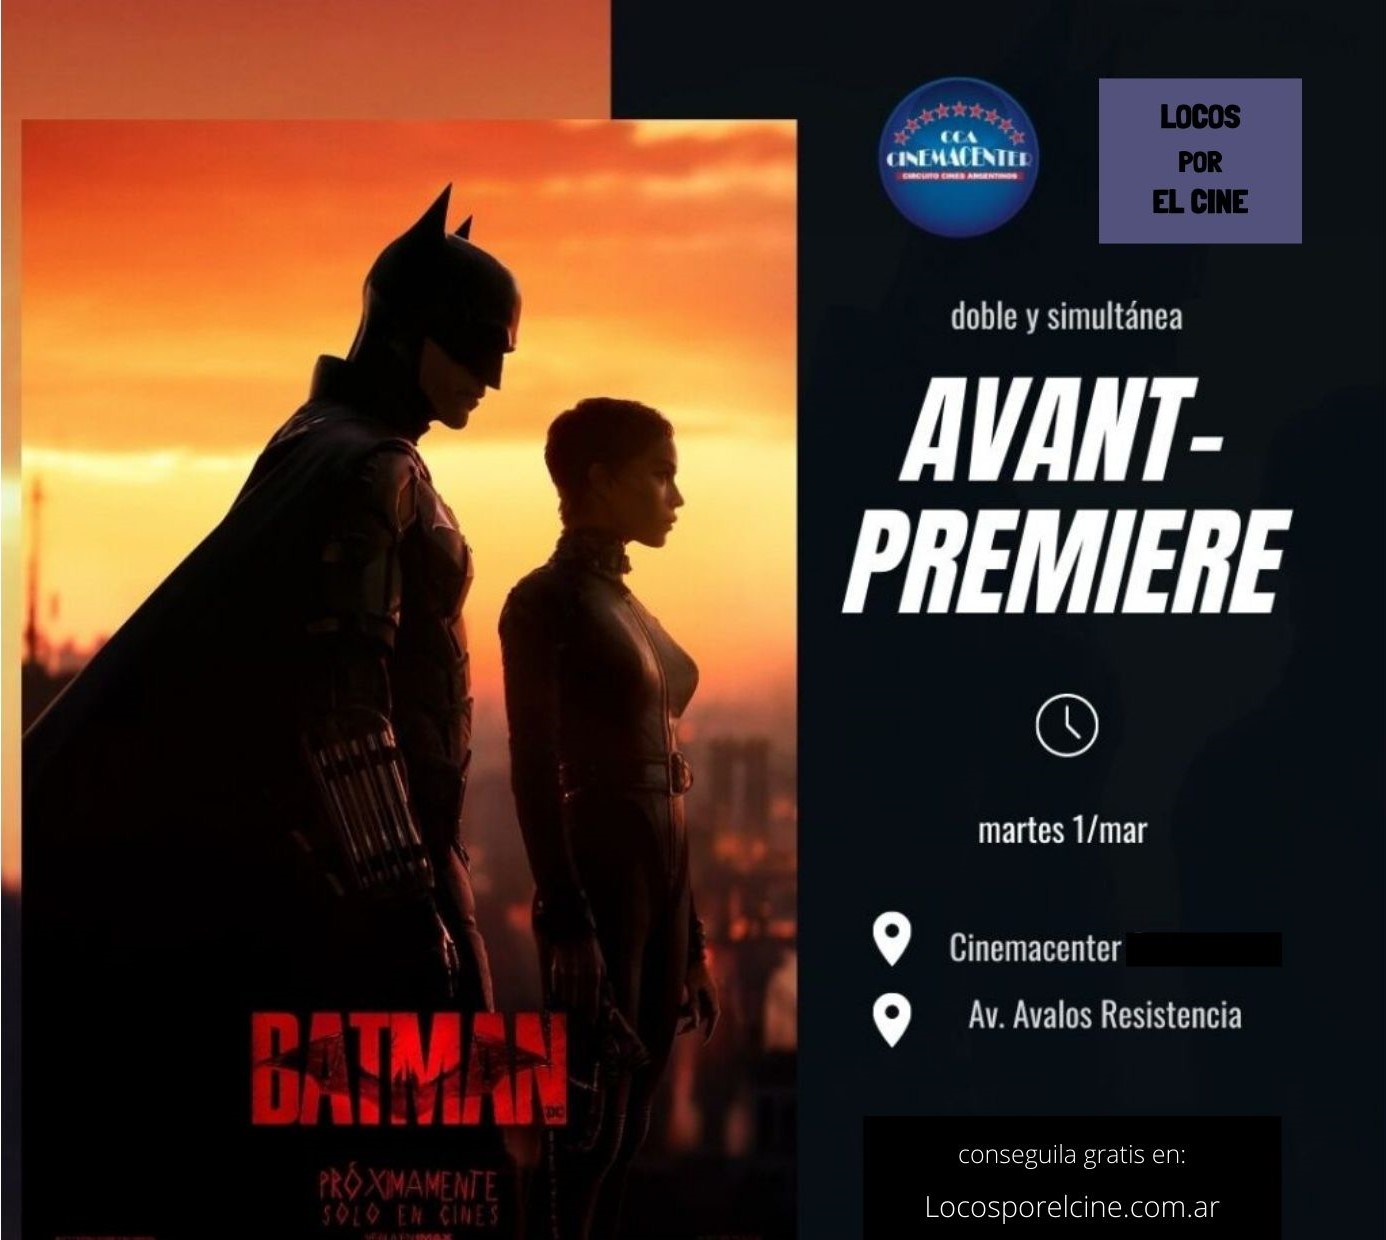 CCA
CINEMACENTER
CIRCUITO CINES ARGENTINOS
LOCOS
POR
EL CINE
doble y simultánea
AVANT-
PREMIERE
martes 1/mar
Cinemacenter
Av. Avalos Resistencia
conseguila gratis en:
Locosporelcine.com.ar
BATMAN
DC
PRÓXIMAMENTE
SOLO EN CINES